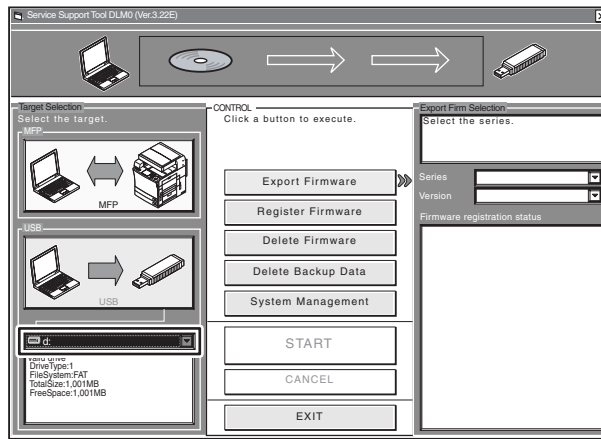 Service Support Tool DLM0 (Ver.3.22E)
Target Selection
Select the target.
MFP
MFP
USB
USB
d:
valid drive
DriveType:1
FileSystem:FAT
TotalSize:1,001MB
FreeSpace:1,001MB
CONTROL
Click a button to execute.
Export Firmware
Register Firmware
Delete Firmware
Delete Backup Data
System Management
START
CANCEL
EXIT
Export Firm Selection
Select the series.
Series
Version
Firmware registration status